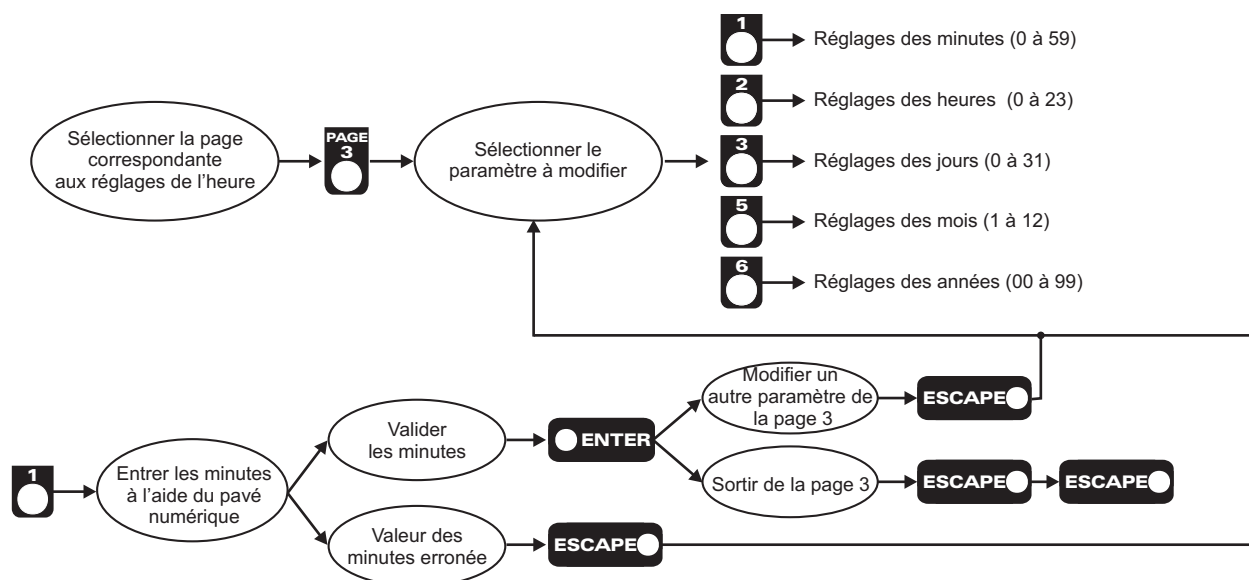 1
Réglages des minutes (0 à 59)
2
Réglages des heures (0 à 23)
Sélectionner la page
correspondante
aux réglages de l'heure
PAGE
3
Sélectionner le
paramètre à modifier
3
Réglages des jours (0 à 31)
5
Réglages des mois (1 à 12)
6
Réglages des années (00 à 99)
1
Entrer les minutes
à l'aide du pavé
numérique
Valider
les minutes
ENTER
Modifier un
autre paramètre de
la page 3
ESCAPE
Sortir de la page 3
ESCAPE
ESCAPE
Valeur des
minutes erronée
ESCAPE